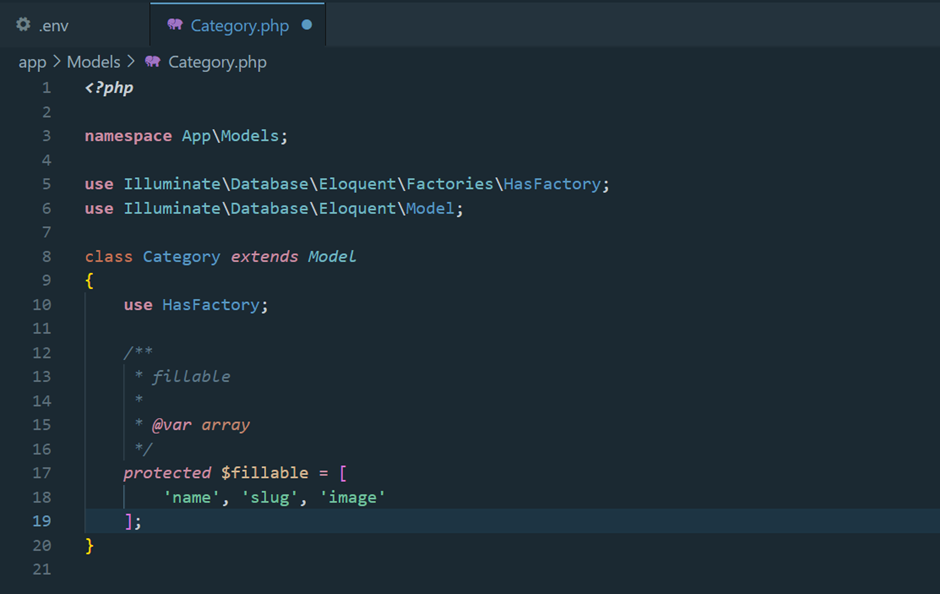 .env
Category.php
app > Models > Category.php
1 <?php
2
3 namespace App\Models;
4
5 use Illuminate\Database\Eloquent\Factories\HasFactory;
6 use Illuminate\Database\Eloquent\Model;
7
8 class Category extends Model
9 {
10 use HasFactory;
11
12 /**
13 * fillable
14 *
15 * @var array
16 */
17 protected $fillable = [
18 'name', 'slug', 'image'
19 ];
20 }
21